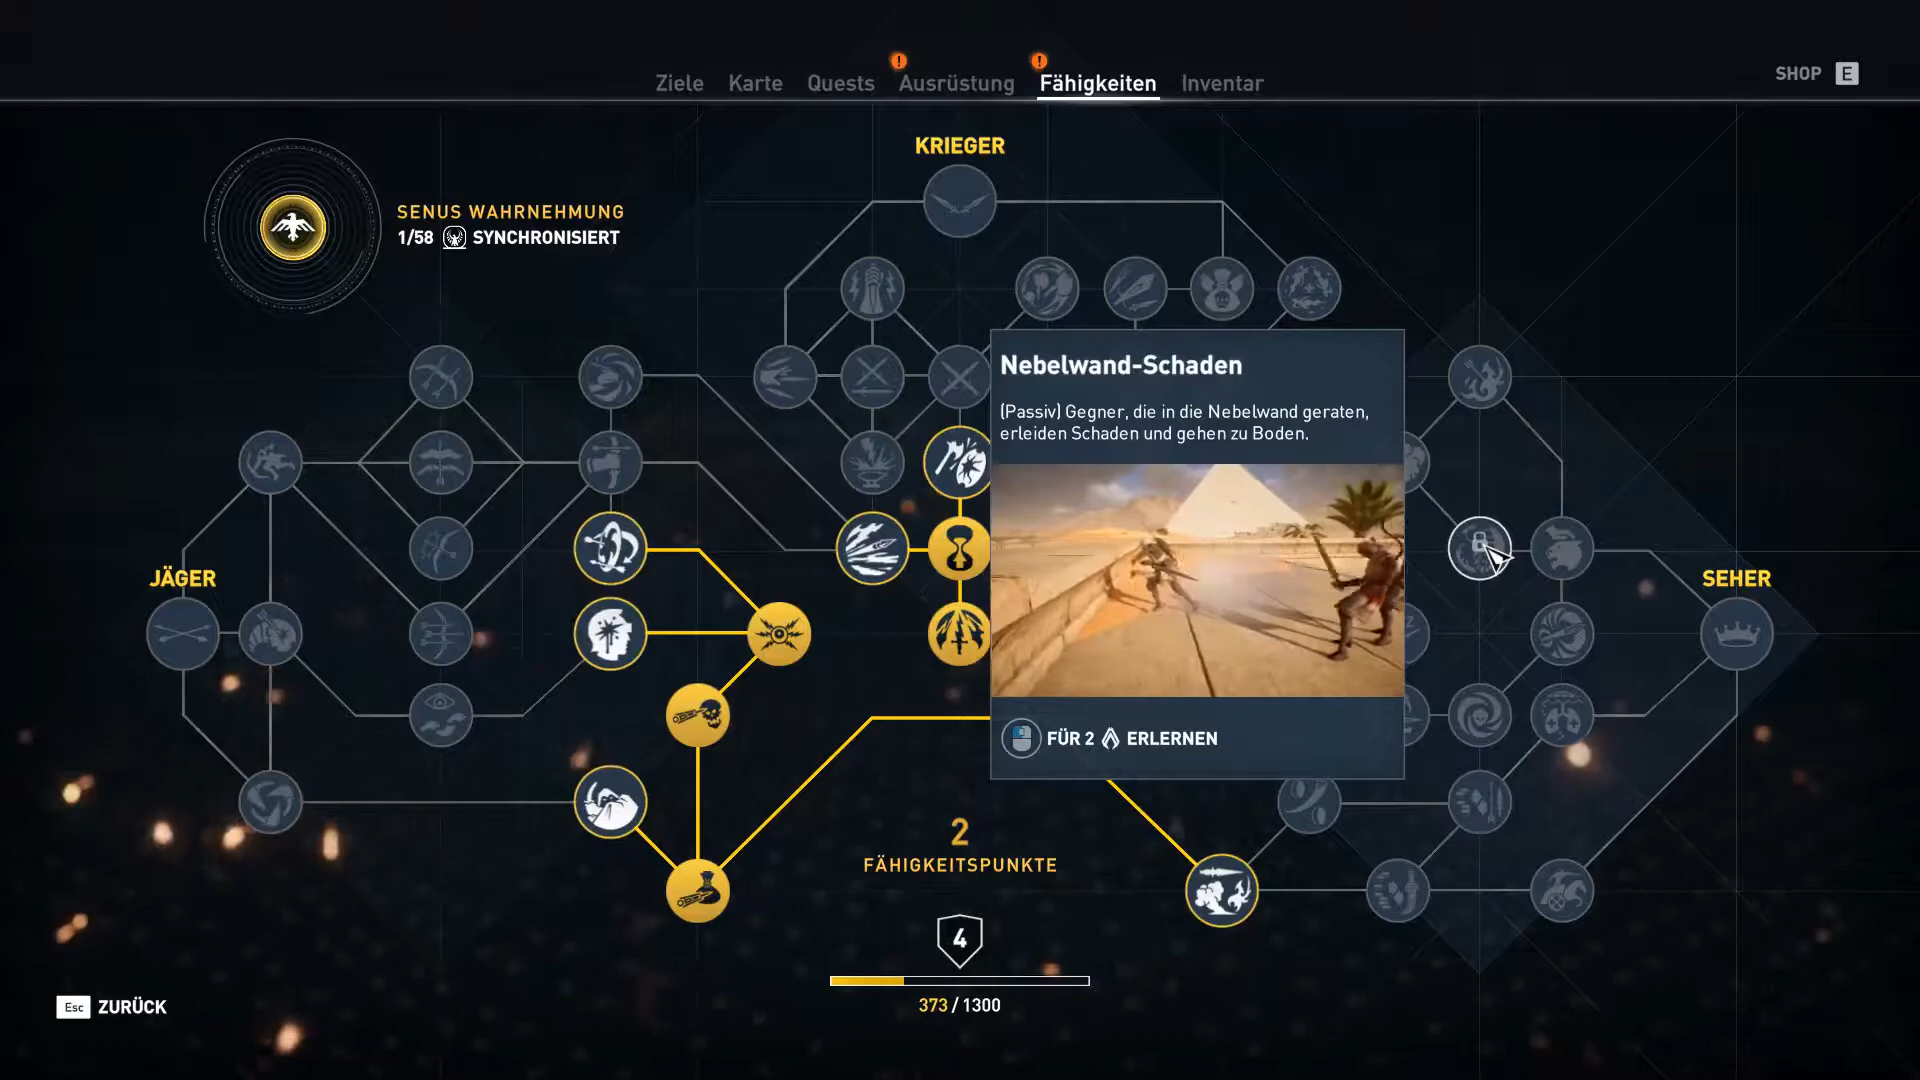 Ziele Karte Quests Ausrüstung Fähigkeiten Inventar
SHOP E
KRIEGER
SENUS WAHRNEHMUNG
1/58 SYNCHRONISIERT
Nebelwand-Schaden
(Passiv) Gegner, die in die Nebelwand geraten,
erleiden Schaden und gehen zu Boden.
JÄGER
SEHER
FÜR 2 ERLERNEN
2
FÄHIGKEITSPUNKTE
4
373 / 1300
Esc ZURÜCK